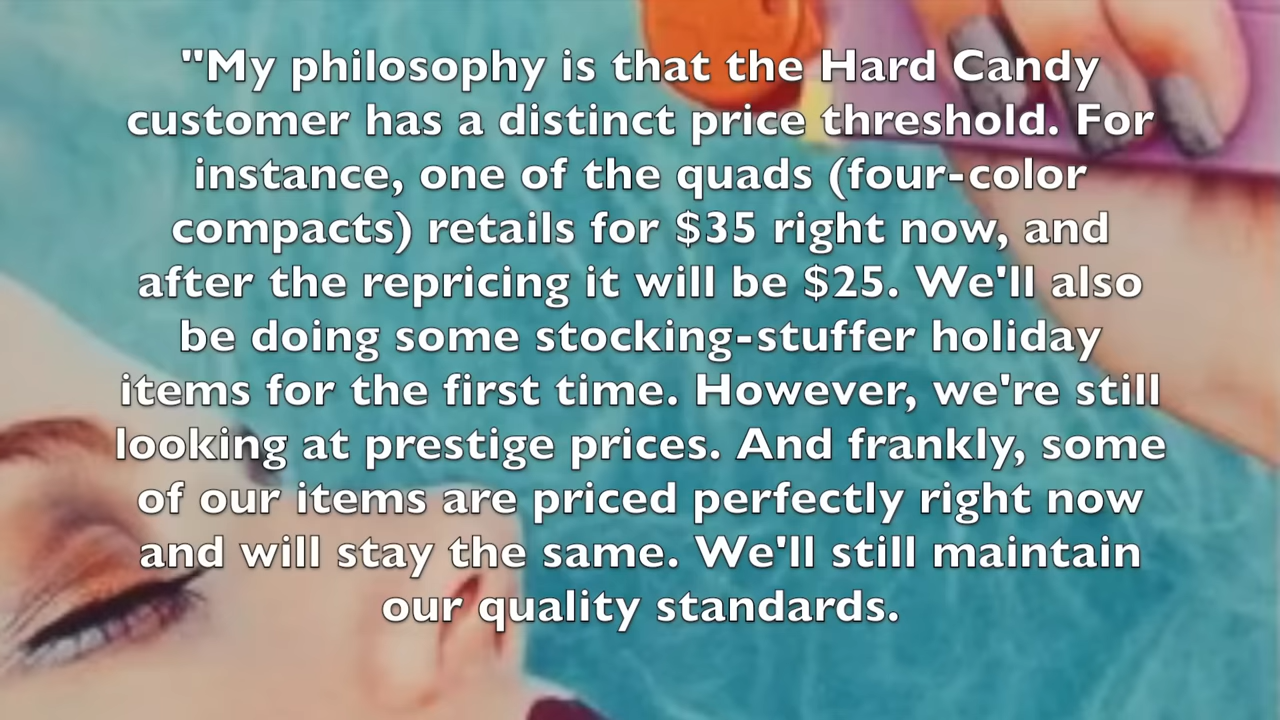 "My philosophy is that the Hard Candy
customer has a distinct price threshold. For
instance, one of the quads (four-color
compacts) retails for $35 right now, and
after the repricing it will be $25. We'll also
be doing some stocking-stuffer holiday
items for the first time. However, we're still
looking at prestige prices. And frankly, some
of our items are priced perfectly right now
and will stay the same. We'll still maintain
our quality standards.